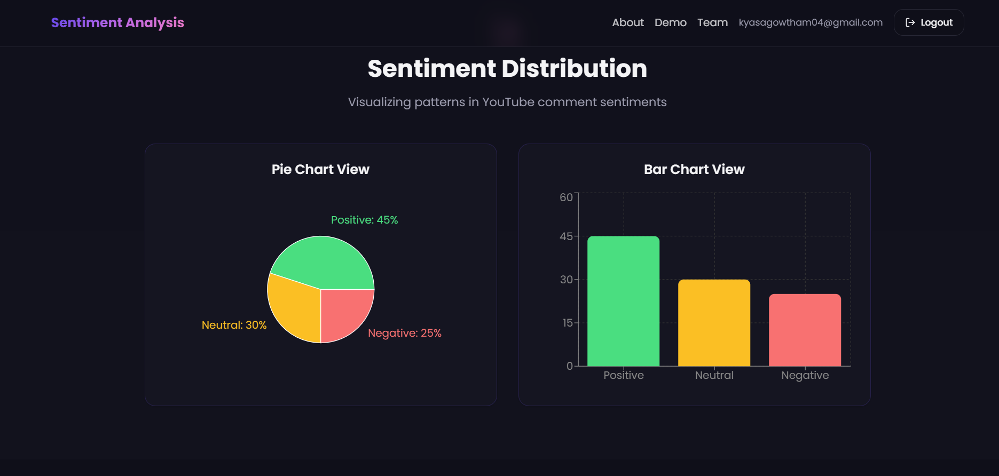 Sentiment Analysis
About Demo Team kyasagowtham04@gmail.com Logout
Sentiment Distribution
Visualizing patterns in YouTube comment sentiments
Pie Chart View
Positive: 45%
Neutral: 30%
Negative: 25%
Bar Chart View
60
45
30
15
0
Positive Neutral Negative